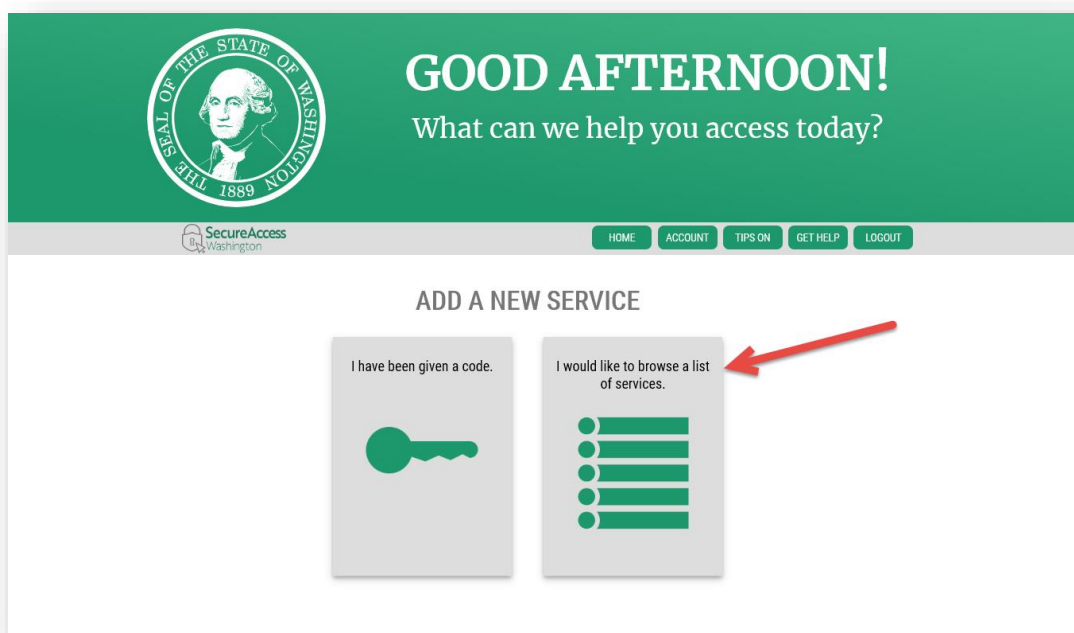 THE SEAL OF THE STATE OF WASHINGTON
1889
GOOD AFTERNOON!
What can we help you access today?
SecureAccess
Washington
HOME
ACCOUNT
TIPS ON
GET HELP
LOGOUT
ADD A NEW SERVICE
I have been given a code.
I would like to browse a list
of services.